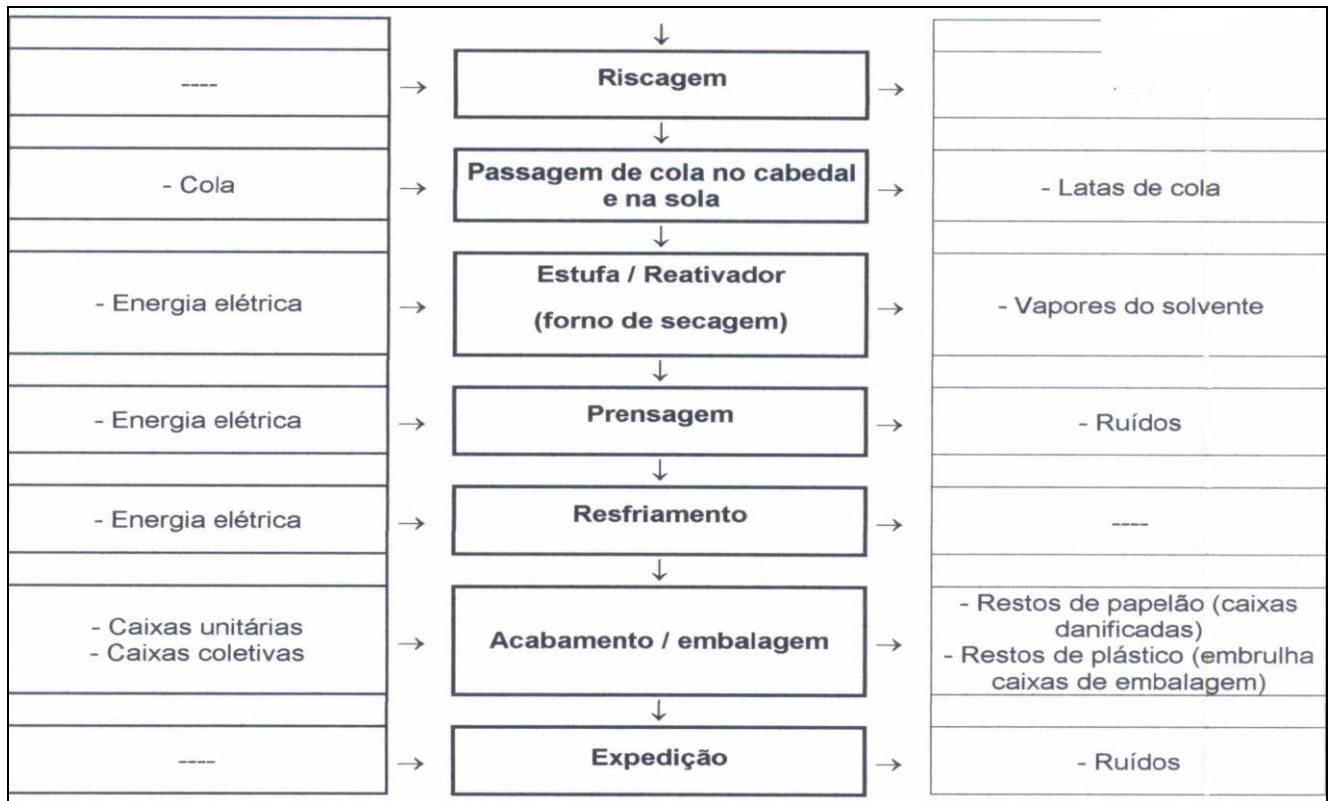 ↓
---- → Riscagem →
↓
- Cola → Passagem de cola no cabedal
e na sola → - Latas de cola
↓
- Energia elétrica → Estufa / Reativador
(forno de secagem) → - Vapores do solvente
↓
- Energia elétrica → Prensagem → - Ruídos
↓
- Energia elétrica → Resfriamento → ----
↓
- Caixas unitárias
- Caixas coletivas
→ Acabamento / embalagem →
- Restos de papelão (caixas
danificadas)
- Restos de plástico (embrulha
caixas de embalagem)
↓
---- → Expedição → - Ruídos